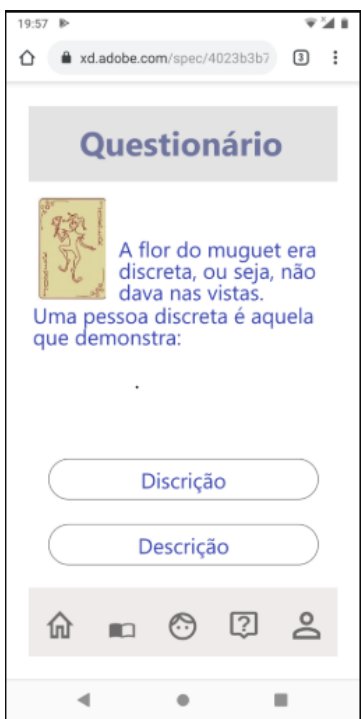 19:57
xd.adobe.com/spec/4023b3b7
3
Questionário
A flor do muguet era
discreta, ou seja, não
dava nas vistas.
Uma pessoa discreta é aquela
que demonstra:
.
Discrição
Descrição